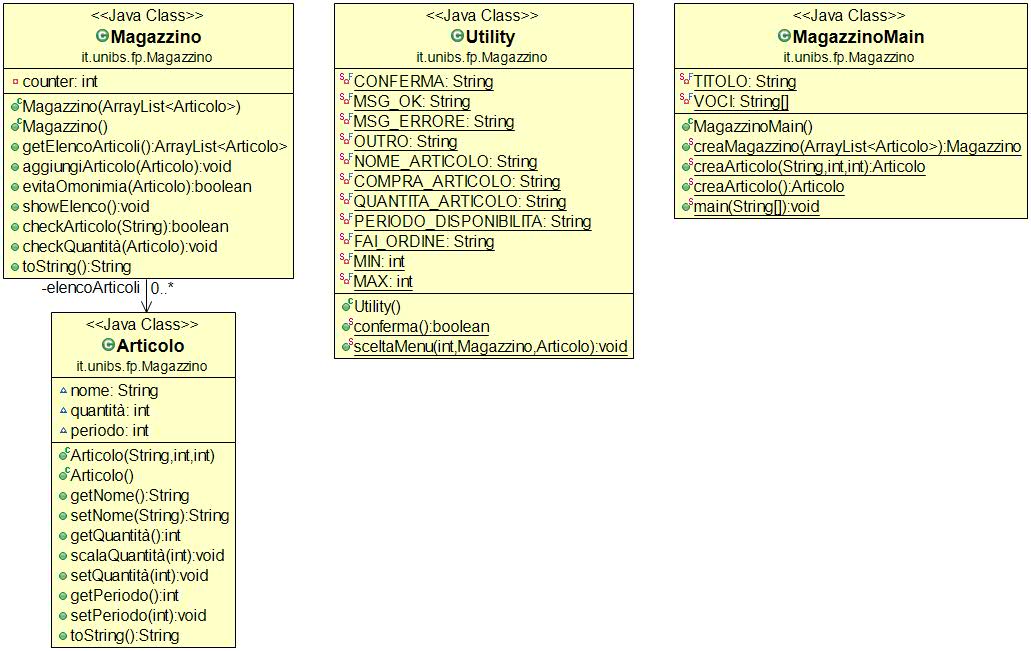 <<Java Class>>
Magazzino
it.unibs.fp.Magazzino
counter: int
Magazzino(ArrayList<Articolo>)
Magazzino()
getElencoArticoli():ArrayList<Articolo>
aggiungiArticolo(Articolo):void
evitaOmonimia(Articolo):boolean
showElenco():void
checkArticolo(String):boolean
checkQuantità(Articolo):void
toString():String
-elencoArticoli 0..*
<<Java Class>>
Articolo
it.unibs.fp.Magazzino
nome: String
quantità: int
periodo: int
Articolo(String,int,int)
Articolo()
getNome():String
setNome(String):String
getQuantità():int
scalaQuantità(int):void
setQuantità(int):void
getPeriodo():int
setPeriodo(int):void
toString():String
<<Java Class>>
Utility
it.unibs.fp.Magazzino
CONFERMA: String
MSG_OK: String
MSG_ERRORE: String
OUTRO: String
NOME_ARTICOLO: String
COMPRA_ARTICOLO: String
QUANTITA_ARTICOLO: String
PERIODO_DISPONIBILITA: String
FAI_ORDINE: String
MIN: int
MAX: int
Utility()
conferma():boolean
sceltaMenu(int,Magazzino,Articolo):void
<<Java Class>>
MagazzinoMain
it.unibs.fp.Magazzino
TITOLO: String
VOCI: String[]
MagazzinoMain()
creaMagazzino(ArrayList<Articolo>):Magazzino
creaArticolo(String,int,int):Articolo
creaArticolo():Articolo
main(String[]):void